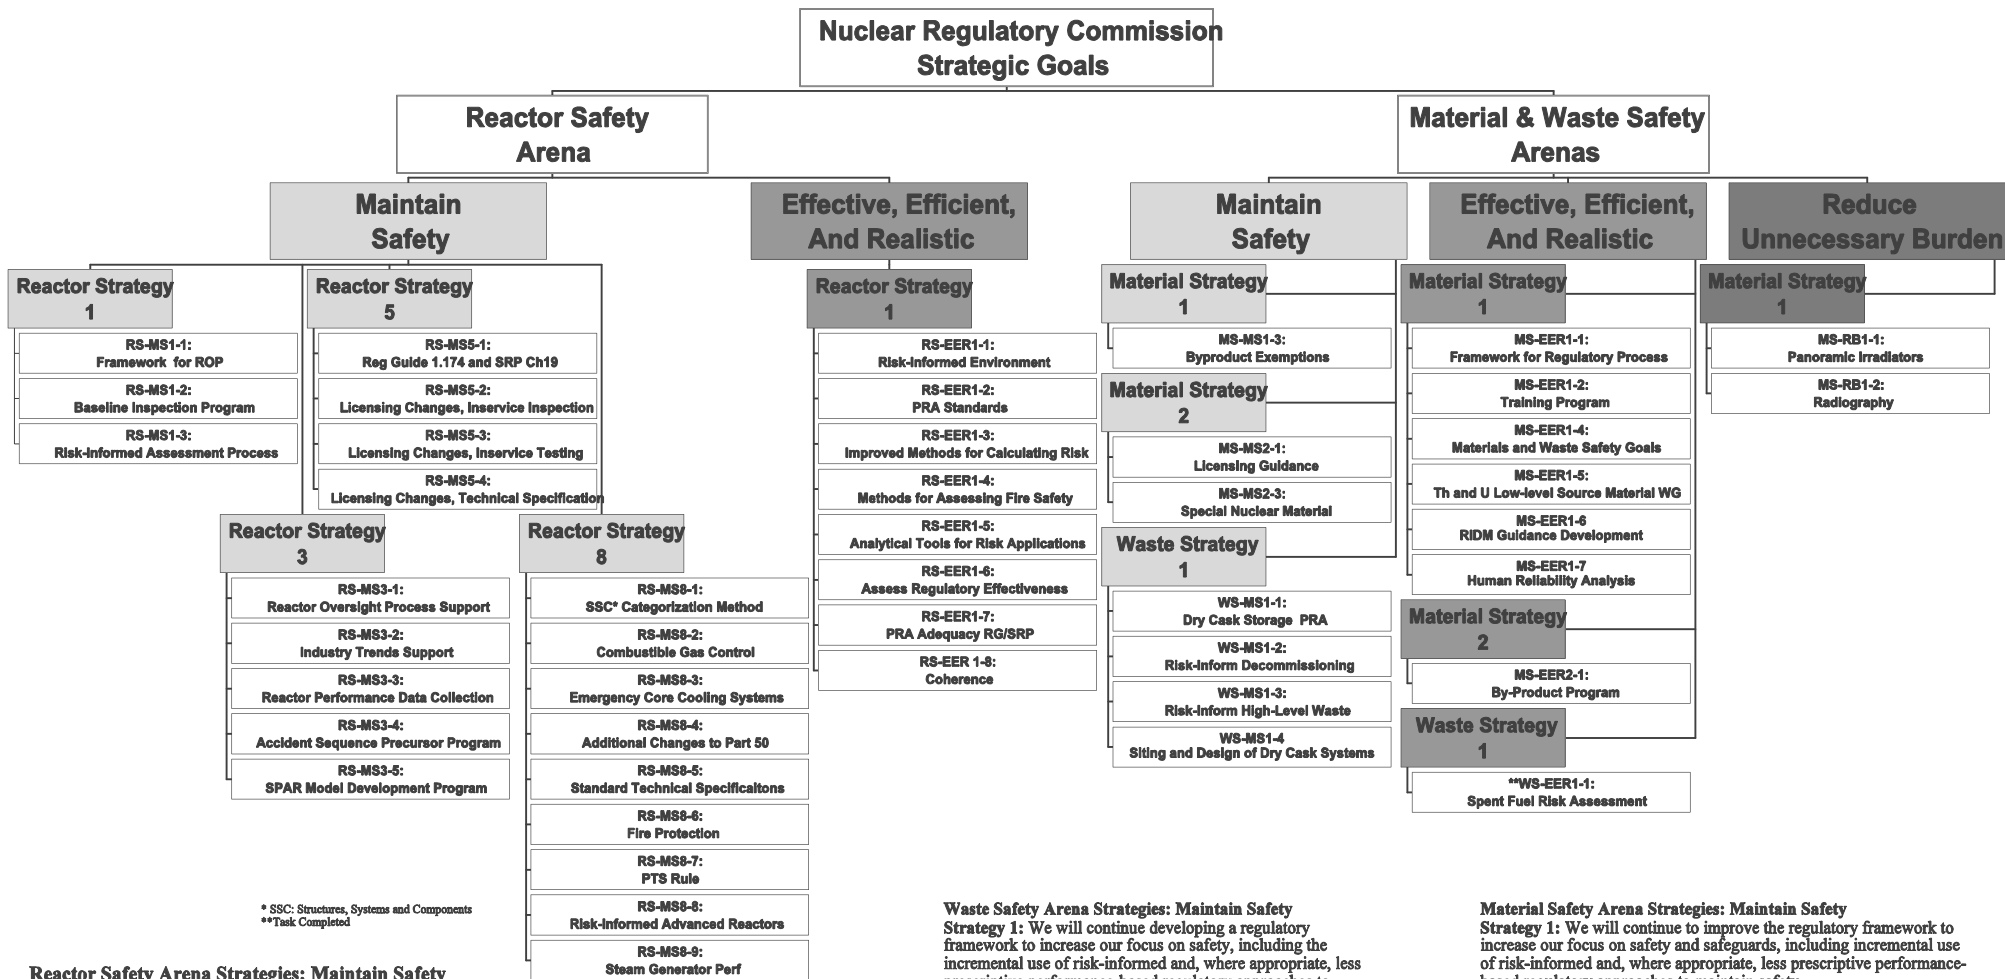 Nuclear Regulatory Commission
Strategic Goals
Reactor Safety
Arena
Material & Waste Safety
Arenas
Maintain
Safety
Effective, Efficient,
And Realistic
Maintain
Safety
Effective, Efficient,
And Realistic
Reduce
Unnecessary Burden
Reactor Strategy
1
RS-MS1-1:
Framework for ROP
RS-MS1-2:
Baseline Inspection Program
RS-MS1-3:
Risk-Informed Assessment Process
Reactor Strategy
5
RS-MS5-1:
Reg Guide 1.174 and SRP Ch19
RS-MS5-2:
Licensing Changes, Inservice Inspection
RS-MS5-3:
Licensing Changes, Inservice Testing
RS-MS5-4:
Licensing Changes, Technical Specification
Reactor Strategy
3
RS-MS3-1:
Reactor Oversight Process Support
RS-MS3-2:
Industry Trends Support
RS-MS3-3:
Reactor Performance Data Collection
RS-MS3-4:
Accident Sequence Precursor Program
RS-MS3-5:
SPAR Model Development Program
Reactor Strategy
8
RS-MS8-1:
SSC* Categorization Method
RS-MS8-2:
Combustible Gas Control
RS-MS8-3:
Emergency Core Cooling Systems
RS-MS8-4:
Additional Changes to Part 50
RS-MS8-5:
Standard Technical Specificaitons
RS-MS8-6:
Fire Protection
RS-MS8-7:
PTS Rule
RS-MS8-8:
Risk-Informed Advanced Reactors
RS-MS8-9:
Steam Generator Perf
Reactor Strategy
1
RS-EER1-1:
Risk-Informed Environment
RS-EER1-2:
PRA Standards
RS-EER1-3:
Improved Methods for Calculating Risk
RS-EER1-4:
Methods for Assessing Fire Safety
RS-EER1-5:
Analytical Tools for Risk Applications
RS-EER1-6:
Assess Regulatory Effectiveness
RS-EER1-7:
PRA Adequacy RG/SRP
RS-EER 1-8:
Coherence
Material Strategy
1
MS-MS1-3:
Byproduct Exemptions
Material Strategy
2
MS-MS2-1:
Licensing Guidance
MS-MS2-3:
Special Nuclear Material
Waste Strategy
1
WS-MS1-1:
Dry Cask Storage PRA
WS-MS1-2:
Risk-Inform Decommissioning
WS-MS1-3:
Risk-Inform High-Level Waste
WS-MS1-4
Siting and Design of Dry Cask Systems
Material Strategy
1
MS-EER1-1:
Framework for Regulatory Process
MS-EER1-2:
Training Program
MS-EER1-4:
Materials and Waste Safety Goals
MS-EER1-5:
Th and U Low-level Source Material WG
MS-EER1-6
RIDM Guidance Development
MS-EER1-7
Human Reliability Analysis
Material Strategy
2
MS-EER2-1:
By-Product Program
Waste Strategy
1
**WS-EER1-1:
Spent Fuel Risk Assessment
Material Strategy
1
MS-RB1-1:
Panoramic Irradiators
MS-RB1-2:
Radiography
* SSC: Structures, Systems and Components
**Task Completed
Reactor Safety Arena Strategies: Maintain Safety
Waste Safety Arena Strategies: Maintain Safety
Strategy 1: We will continue developing a regulatory
framework to increase our focus on safety, including the
incremental use of risk-informed and, where appropriate, less
prescriptive performance-based regulatory approaches to
Material Safety Arena Strategies: Maintain Safety
Strategy 1: We will continue to improve the regulatory framework to
increase our focus on safety and safeguards, including incremental use
of risk-informed and, where appropriate, less prescriptive performance-
based regulatory approaches to maintain safety.